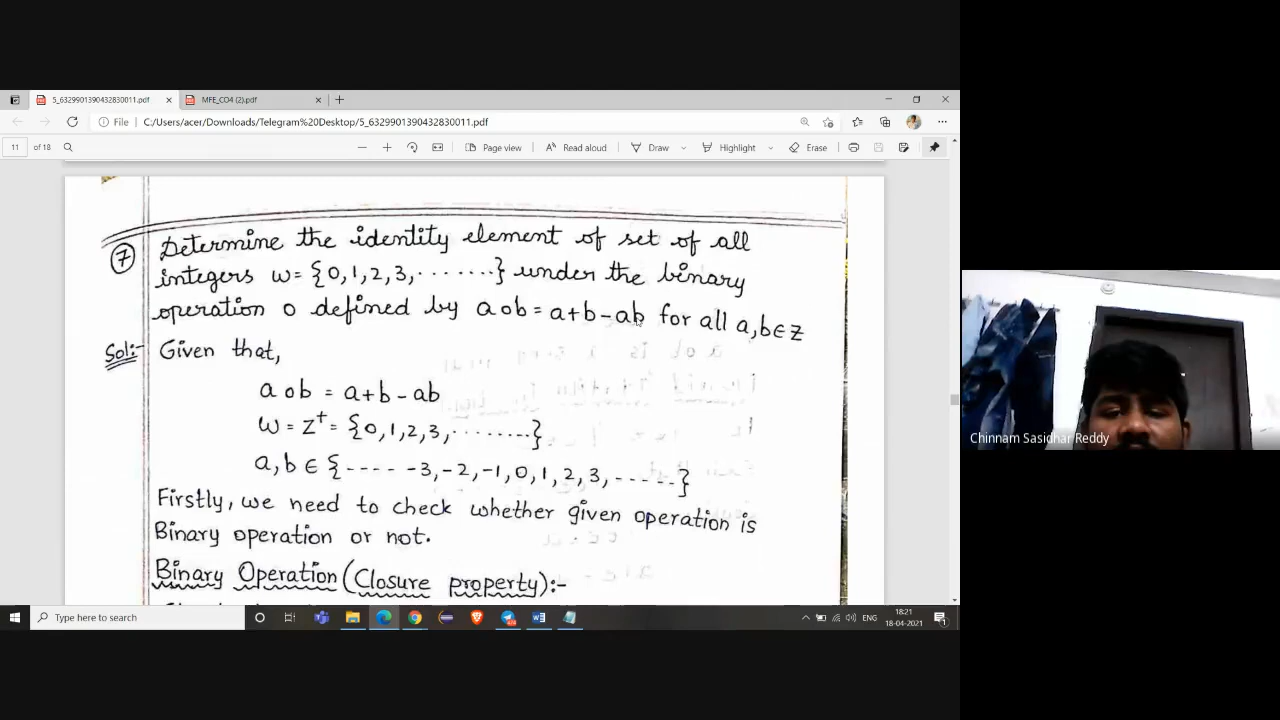 5_6329901390432830011.pdf
MFE_CO4 (2).pdf
File
C:/Users/acer/Downloads/Telegram%20Desktop/5_6329901390432830011.pdf
11 of 18
Page view
Read aloud
Draw
Highlight
Erase
7 Determine the identity element of set of all
integers w = {0,1,2,3,.......} under the binary
operation o defined by aob = a+b-ab for all a,b∈z
Sol:- Given that,
aob = a+b-ab
w = z⁺ = {0,1,2,3,........}
a,b ∈ {---- -3,-2,-1,0,1,2,3,-----}
Firstly, we need to check whether given operation is
Binary operation or not.
Binary Operation (Closure property):-
Chinnam Sasidhar Reddy
Type here to search
ENG
18:21
18-04-2021